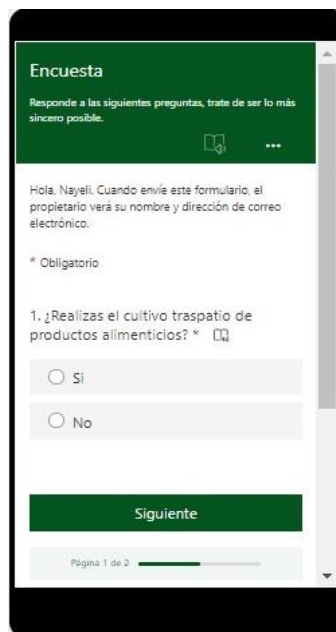 Encuesta
Responde a las siguientes preguntas, trate de ser lo más
sincero posible.
Hola, Nayeli. Cuando envíe este formulario, el
propietario verá su nombre y dirección de correo
electrónico.
* Obligatorio
1. ¿Realizas el cultivo traspatio de
productos alimenticios? *
Si
No
Siguiente
Página 1 de 2